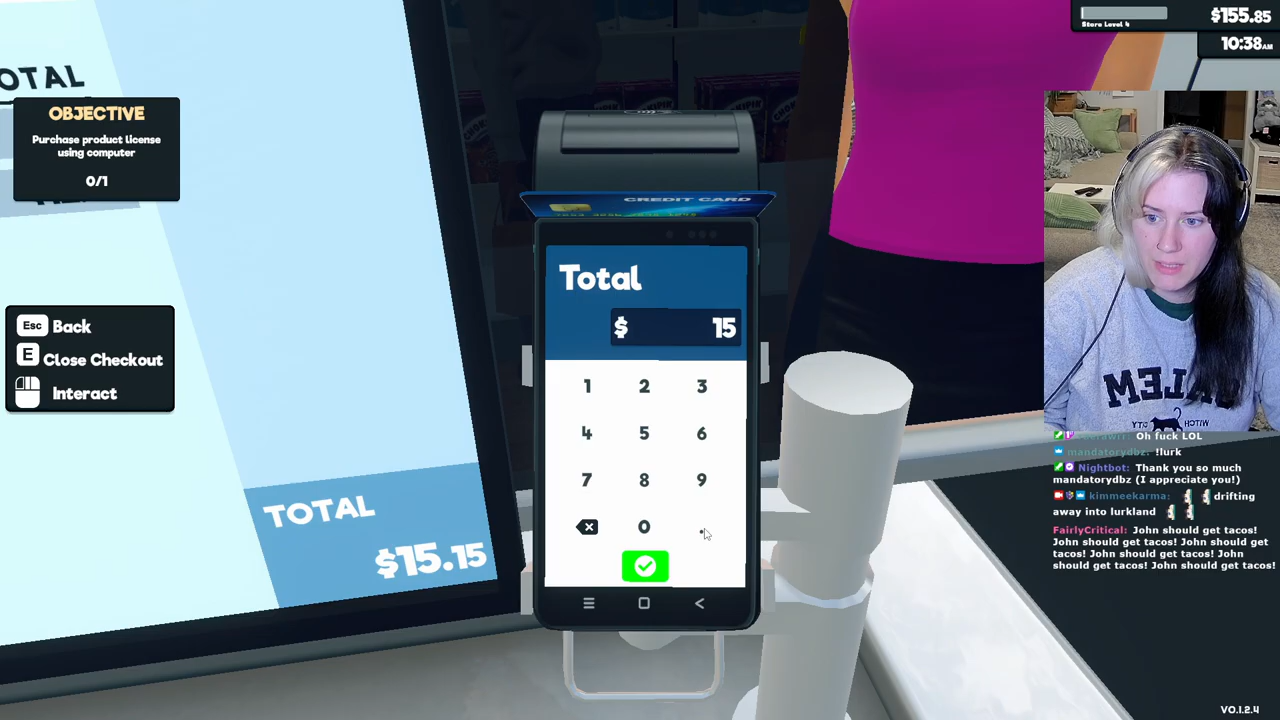 OTAL
OBJECTIVE
Purchase product license
using computer
0/1
Esc Back
E Close Checkout
Interact
TOTAL
$15.15
CREDIT CARD
Total
$ 15
1 2 3
4 5 6
7 8 9
0 .
Store Level 4
$155.85
10:38AM
Oh fuck LOL
mandatorydbz: !lurk
Nightbot: Thank you so much
mandatorydbz (I appreciate you!)
kimmeekarma: drifting
away into lurkland
FairlyCritical: John should get tacos!
John should get tacos! John should get
tacos! John should get tacos! John
should get tacos! John should get tacos!
V0.1.2.4